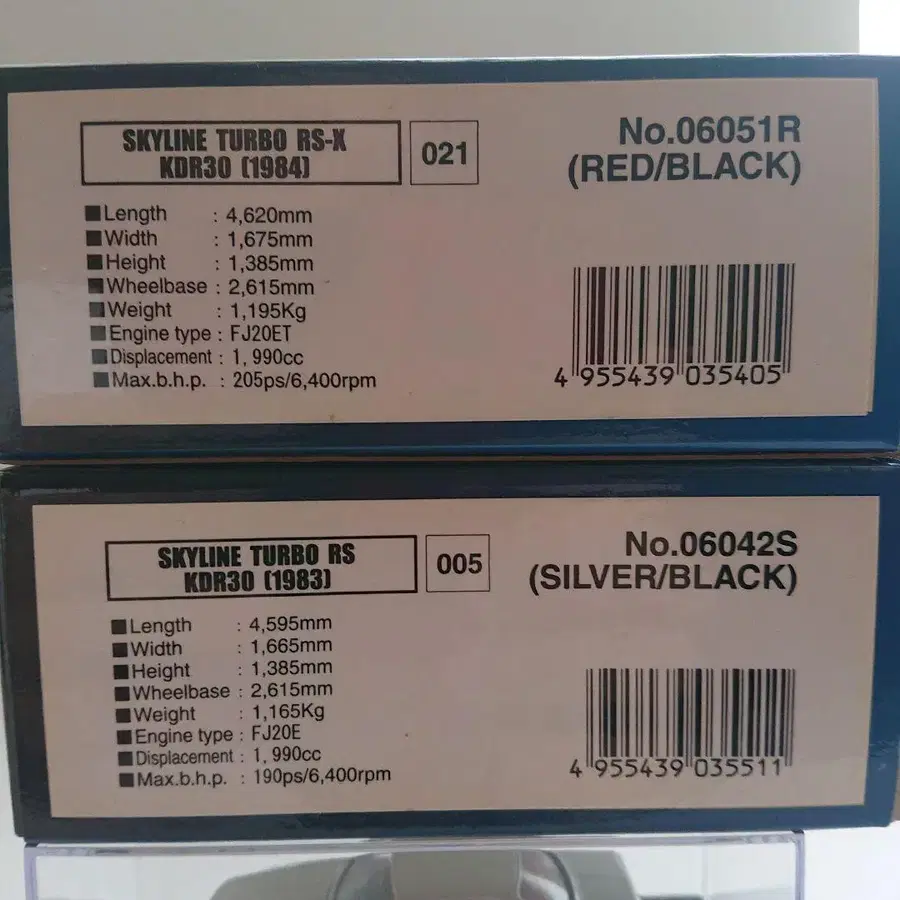 SKYLINE TURBO RS-X
KDR30 (1984)
021
No.06051R
(RED/BLACK)
■Length : 4,620mm
■Width : 1,675mm
■Height : 1,385mm
■Wheelbase : 2,615mm
■Weight : 1,195Kg
■Engine type : FJ20ET
■Displacement : 1, 990cc
■Max.b.h.p. : 205ps/6,400rpm
4 955439 035405
SKYLINE TURBO RS
KDR30 (1983)
005
No.06042S
(SILVER/BLACK)
■Length : 4,595mm
■Width : 1,665mm
■Height : 1,385mm
■Wheelbase : 2,615mm
■Weight : 1,165Kg
■Engine type : FJ20E
■Displacement : 1, 990cc
■Max.b.h.p. : 190ps/6,400rpm
4 955439 035511